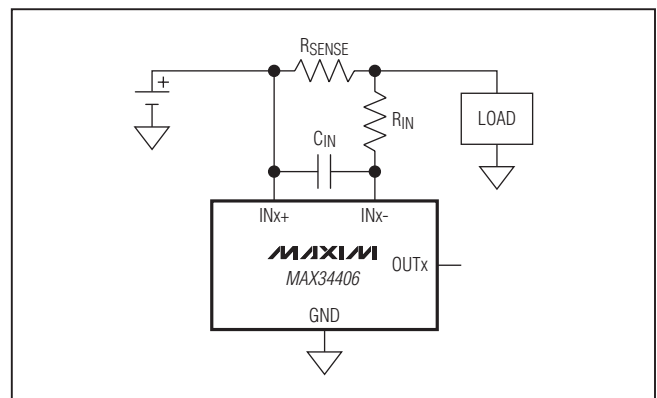 RSENSE
+
RIN
LOAD
CIN
INx+ INx-
MAXIM
OUTx
MAX34406
GND